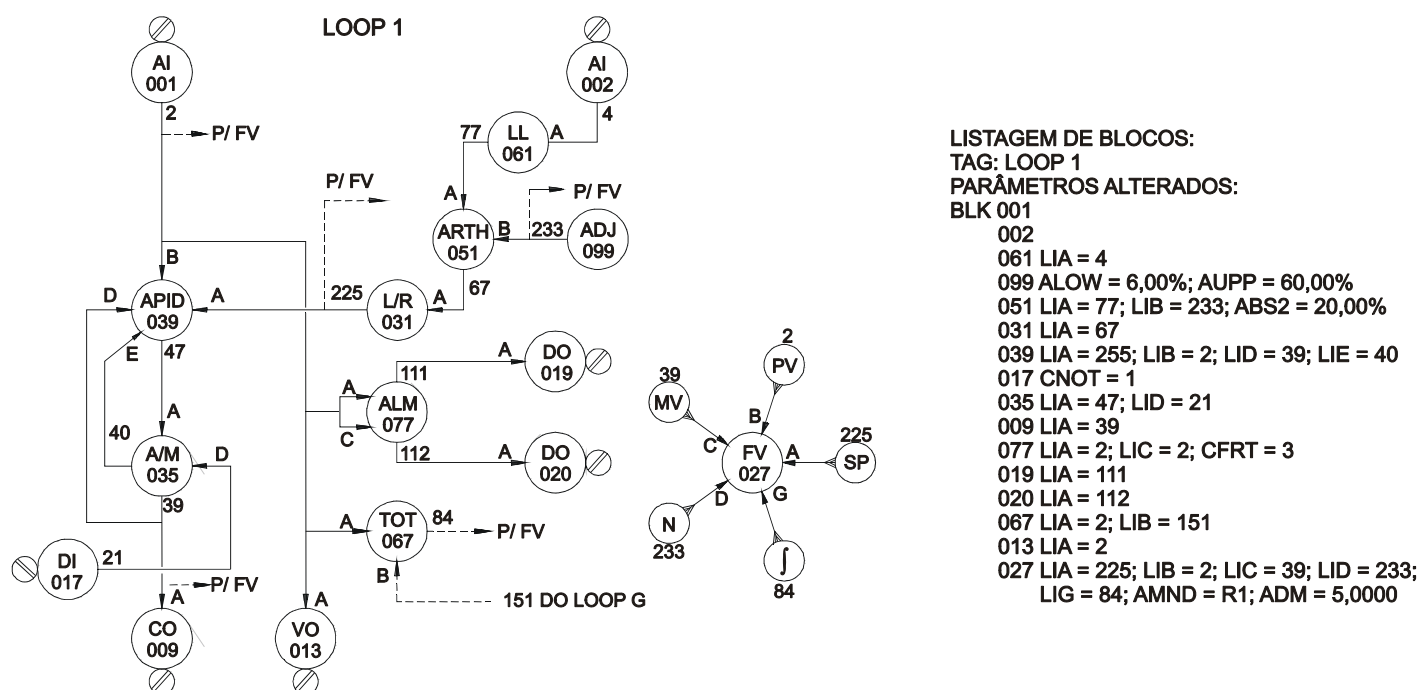 LOOP 1
AI
001
2
P/ FV
AI
002
4
A
LL
061
77
A
P/ FV
ADJ
099
233
B
ARTH
051
67
A
L/R
031
225
P/ FV
A
B
D
APID
039
E
47
A
40
A/M
035
D
39
DI
017
21
P/ FV
A
CO
009
A
VO
013
A
C
ALM
077
111
A
DO
019
112
A
DO
020
A
TOT
067
84
P/ FV
B
151 DO LOOP G
2
PV
39
MV
B
C
FV
027
A
225
SP
D
G
N
233
∫
84
LISTAGEM DE BLOCOS:
TAG: LOOP 1
PARÂMETROS ALTERADOS:
BLK 001
002
061 LIA = 4
099 ALOW = 6,00%; AUPP = 60,00%
051 LIA = 77; LIB = 233; ABS2 = 20,00%
031 LIA = 67
039 LIA = 255; LIB = 2; LID = 39; LIE = 40
017 CNOT = 1
035 LIA = 47; LID = 21
009 LIA = 39
077 LIA = 2; LIC = 2; CFRT = 3
019 LIA = 111
020 LIA = 112
067 LIA = 2; LIB = 151
013 LIA = 2
027 LIA = 225; LIB = 2; LIC = 39; LID = 233;
LIG = 84; AMND = R1; ADM = 5,0000